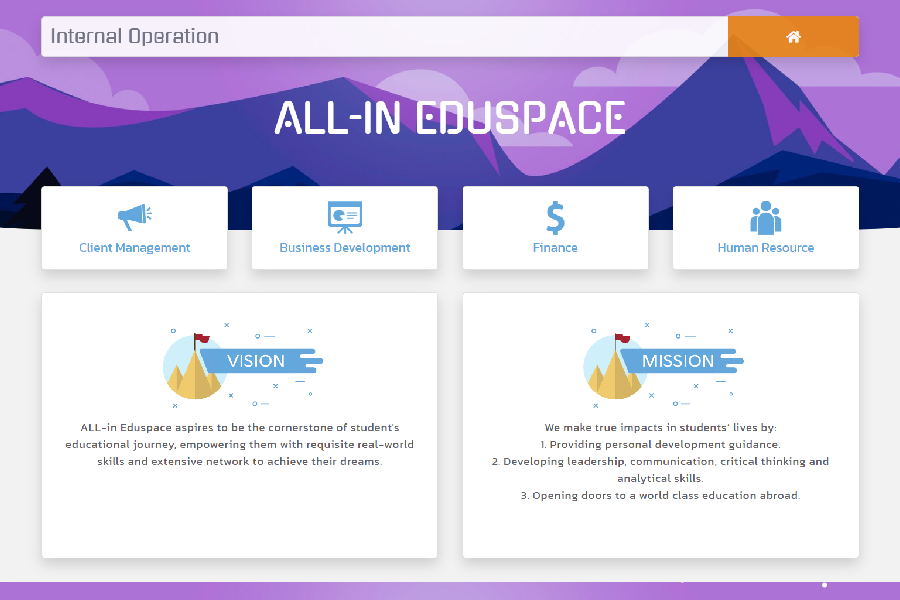 Internal Operation
ALL-IN EDUSPACE
Client Management
Business Development
Finance
Human Resource
VISION
ALL-in Eduspace aspires to be the cornerstone of student's
educational journey, empowering them with requisite real-world
skills and extensive network to achieve their dreams.
MISSION
We make true impacts in students' lives by:
1. Providing personal development guidance.
2. Developing leadership, communication, critical thinking and
analytical skills.
3. Opening doors to a world class education abroad.